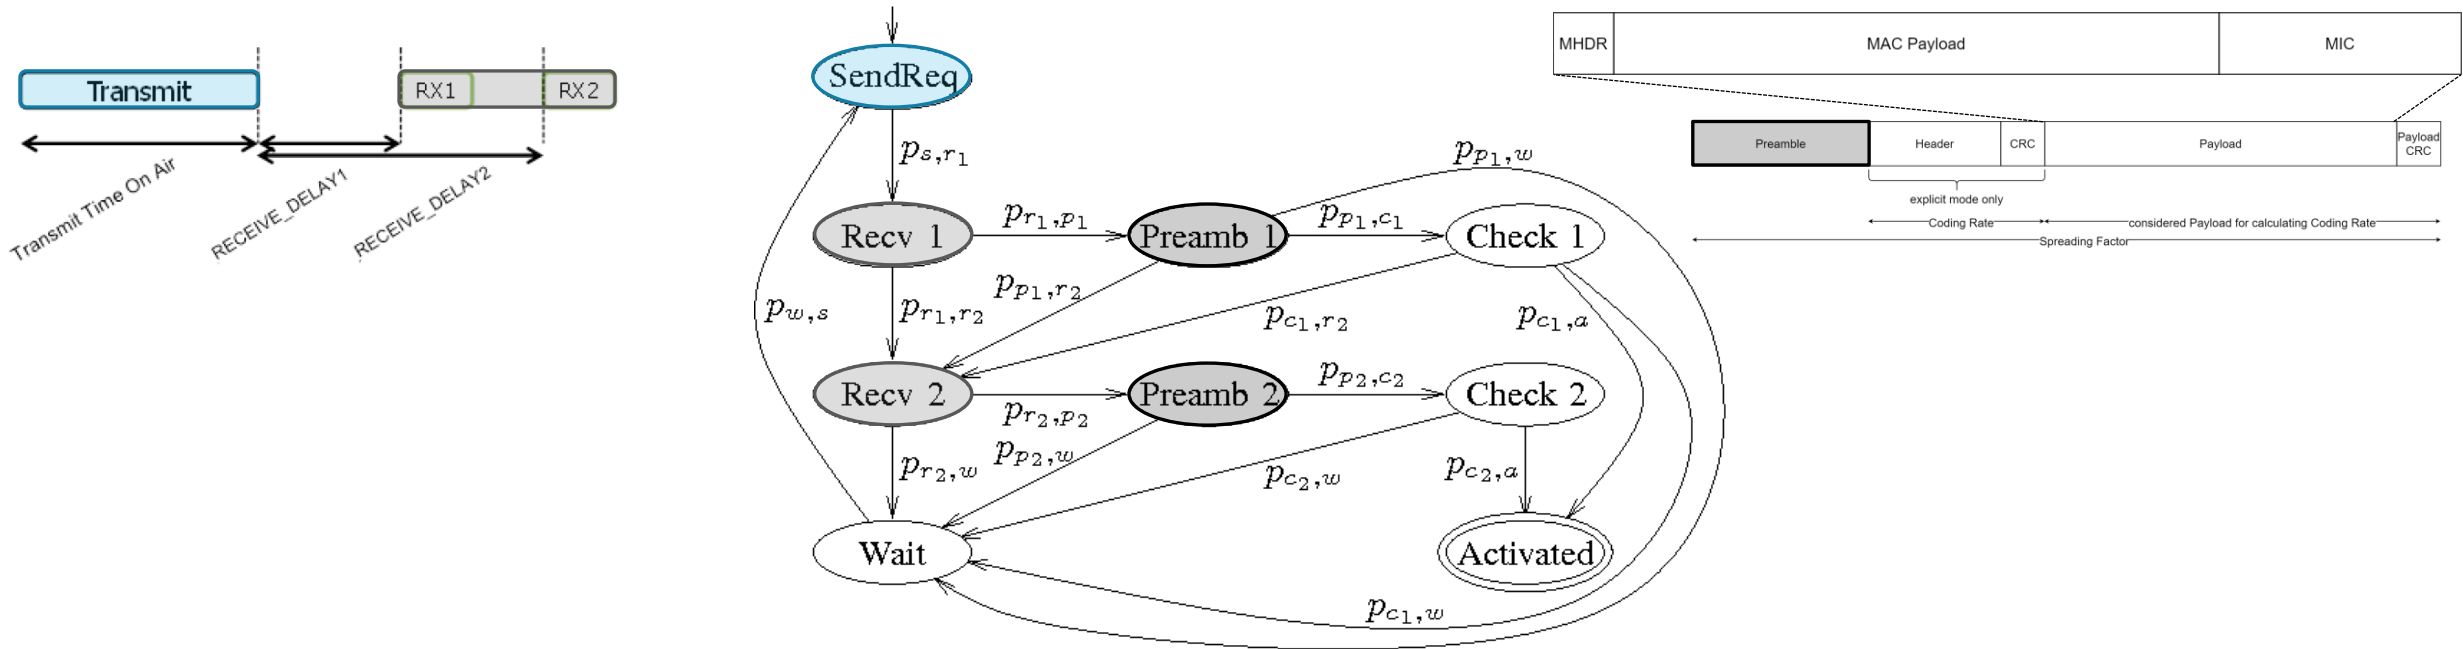 Transmit
RX1
RX2
Transmit Time On Air
RECEIVE_DELAY1
RECEIVE_DELAY2
SendReq
p_{s,r_1}
p_{p_1,w}
Recv 1
p_{r_1,p_1}
Preamb 1
p_{p_1,c_1}
Check 1
p_{w,s}
p_{r_1,r_2}
p_{p_1,r_2}
p_{c_1,r_2}
p_{c_1,a}
Recv 2
p_{r_2,p_2}
Preamb 2
p_{p_2,c_2}
Check 2
p_{r_2,w}
p_{p_2,w}
p_{c_2,w}
p_{c_2,a}
Wait
Activated
p_{c_1,w}
MHDR
MAC Payload
MIC
Preamble
Header
CRC
Payload
Payload
CRC
explicit mode only
Coding Rate
considered Payload for calculating Coding Rate
Spreading Factor